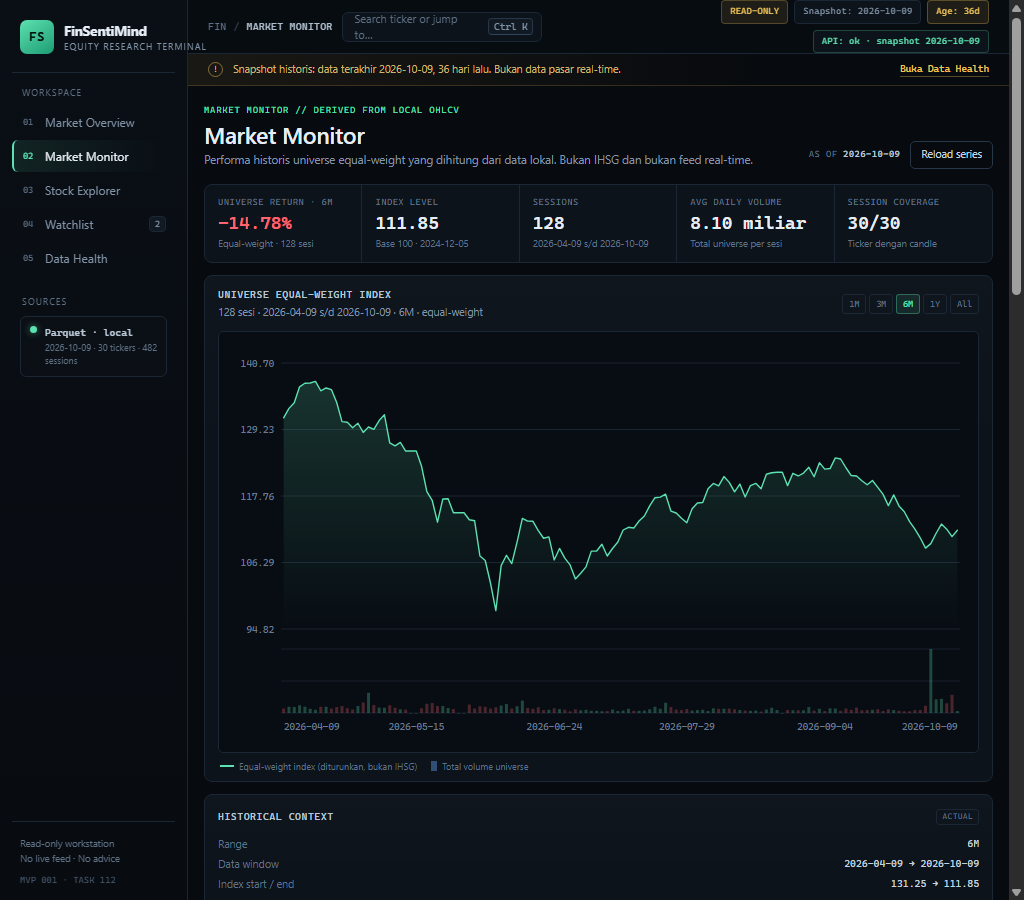 FS
FinSentiMind
EQUITY RESEARCH TERMINAL
WORKSPACE
01 Market Overview
02 Market Monitor
03 Stock Explorer
04 Watchlist 2
05 Data Health
SOURCES
Parquet · local
2026-10-09 · 30 tickers · 482
sessions
Read-only workstation
No live feed · No advice
MVP 001 · TASK 112
FIN / MARKET MONITOR
Search ticker or jump
to...
Ctrl K
READ-ONLY
Snapshot: 2026-10-09
Age: 36d
API: ok · snapshot 2026-10-09
! Snapshot historis: data terakhir 2026-10-09, 36 hari lalu. Bukan data pasar real-time.
Buka Data Health
MARKET MONITOR // DERIVED FROM LOCAL OHLCV
Market Monitor
Performa historis universe equal-weight yang dihitung dari data lokal. Bukan IHSG dan bukan feed real-time.
AS OF 2026-10-09
Reload series
UNIVERSE RETURN · 6M
−14.78%
Equal-weight · 128 sesi
INDEX LEVEL
111.85
Base 100 · 2024-12-05
SESSIONS
128
2026-04-09 s/d 2026-10-09
AVG DAILY VOLUME
8.10 miliar
Total universe per sesi
SESSION COVERAGE
30/30
Ticker dengan candle
UNIVERSE EQUAL-WEIGHT INDEX
128 sesi · 2026-04-09 s/d 2026-10-09 · 6M · equal-weight
1M 3M 6M 1Y All
140.70
129.23
117.76
106.29
94.82
2026-04-09 2026-05-15 2026-06-24 2026-07-29 2026-09-04 2026-10-09
Equal-weight index (diturunkan, bukan IHSG) Total volume universe
HISTORICAL CONTEXT
ACTUAL
Range 6M
Data window 2026-04-09 → 2026-10-09
Index start / end 131.25 → 111.85